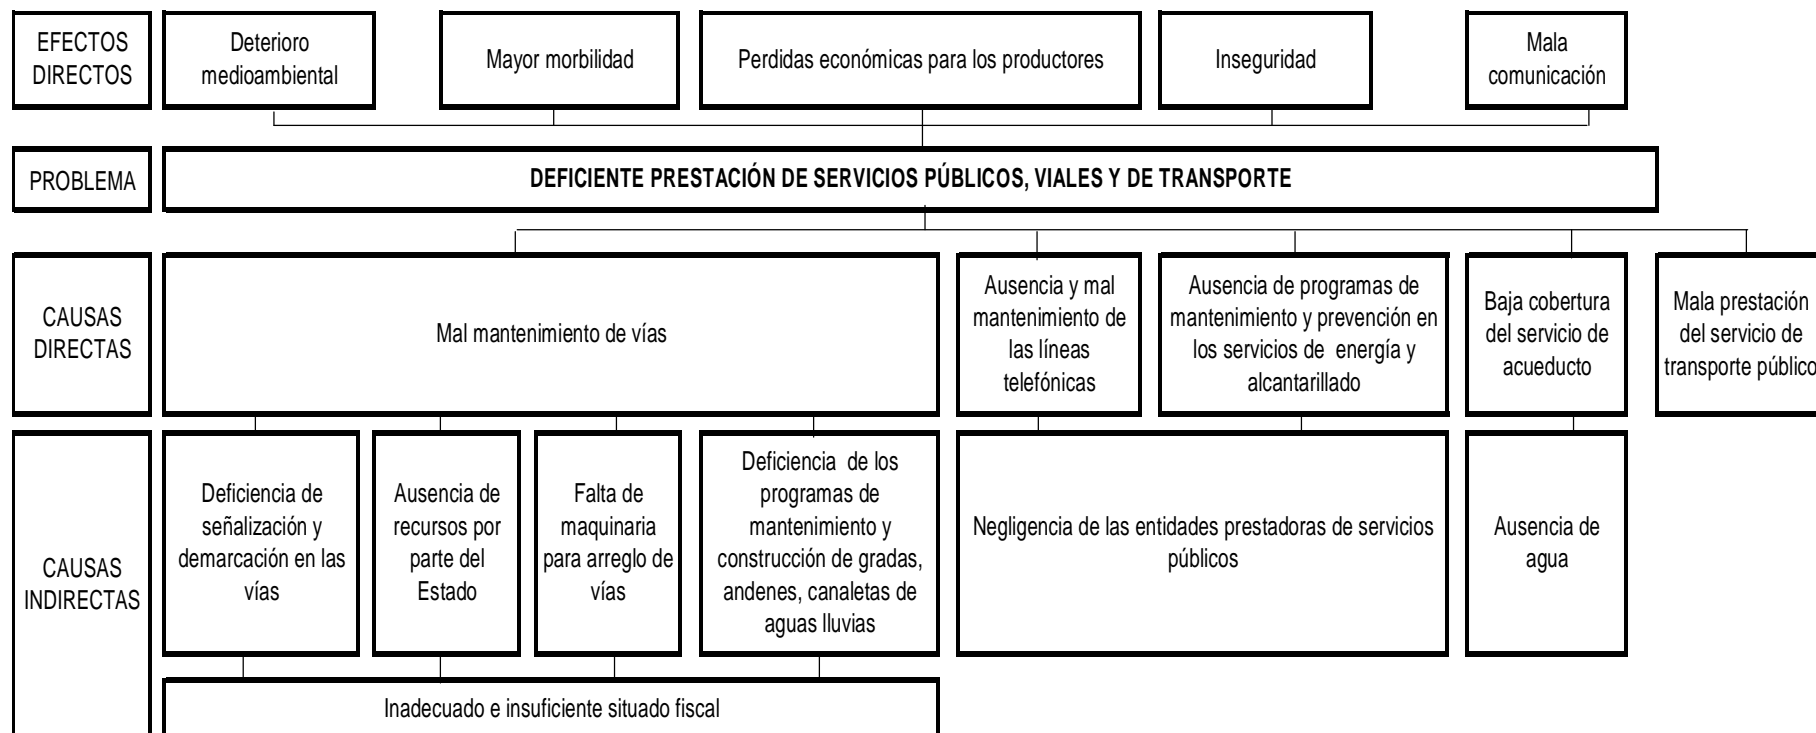 EFECTOS
DIRECTOS
Deterioro
medioambiental
Mayor morbilidad
Perdidas económicas para los productores
Inseguridad
Mala
comunicación
PROBLEMA
DEFICIENTE PRESTACIÓN DE SERVICIOS PÚBLICOS, VIALES Y DE TRANSPORTE
CAUSAS
DIRECTAS
Mal mantenimiento de vías
Ausencia y mal
mantenimiento de
las líneas
telefónicas
Ausencia de programas de
mantenimiento y prevención en
los servicios de energía y
alcantarillado
Baja cobertura
del servicio de
acueducto
Mala prestación
del servicio de
transporte público
CAUSAS
INDIRECTAS
Deficiencia de
señalización y
demarcación en las
vías
Ausencia de
recursos por
parte del
Estado
Falta de
maquinaria
para arreglo de
vías
Deficiencia de los
programas de
mantenimiento y
construcción de gradas,
andenes, canaletas de
aguas lluvias
Negligencia de las entidades prestadoras de servicios
públicos
Ausencia de
agua
Inadecuado e insuficiente situado fiscal